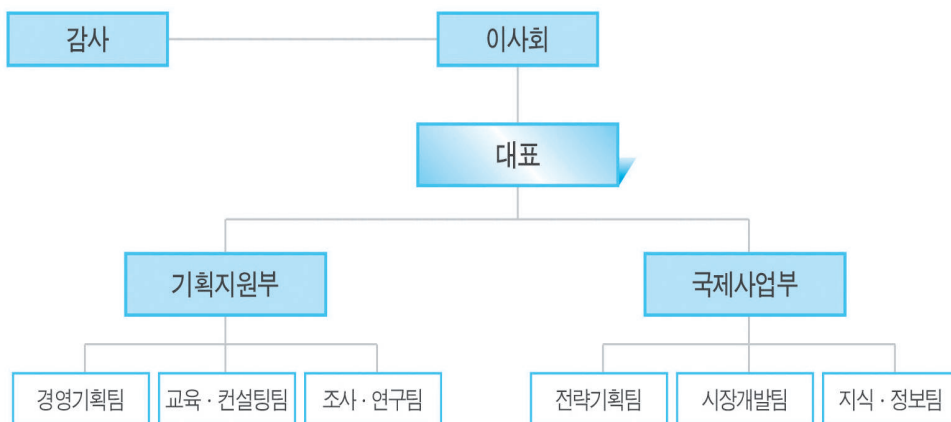 감사
이사회
대표
기획지원부
국제사업부
경영기획팀
교육 · 컨설팅팀
조사 · 연구팀
전략기획팀
시장개발팀
지식 · 정보팀